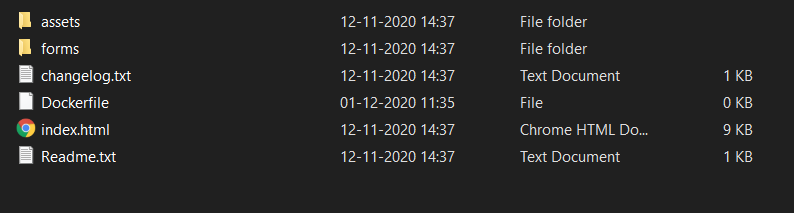 assets 12-11-2020 14:37 File folder
forms 12-11-2020 14:37 File folder
changelog.txt 12-11-2020 14:37 Text Document 1 KB
Dockerfile 01-12-2020 11:35 File 0 KB
index.html 12-11-2020 14:37 Chrome HTML Do... 9 KB
Readme.txt 12-11-2020 14:37 Text Document 1 KB